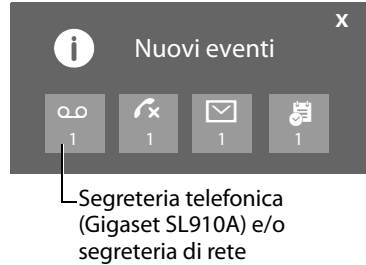 x
i Nuovi eventi
1 1 1 1
Segreteria telefonica
(Gigaset SL910A) e/o
segreteria di rete